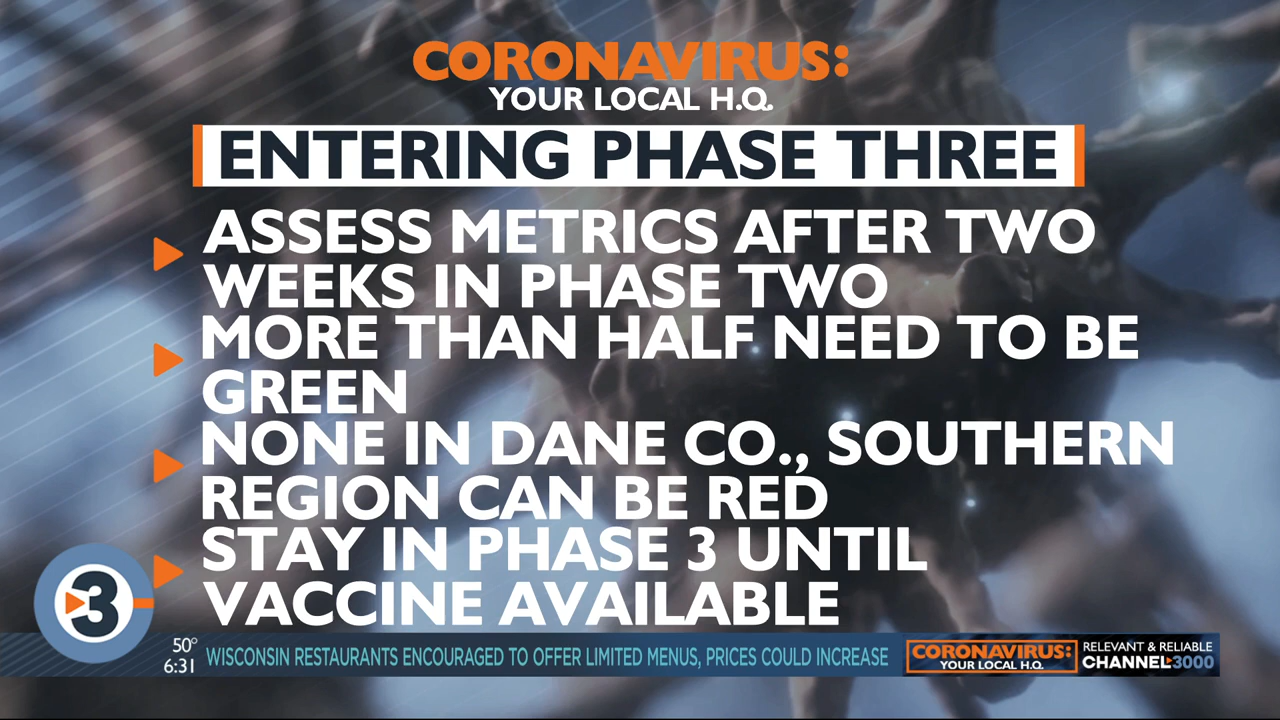 CORONAVIRUS:
YOUR LOCAL H.Q.
ENTERING PHASE THREE
ASSESS METRICS AFTER TWO
WEEKS IN PHASE TWO
MORE THAN HALF NEED TO BE
GREEN
NONE IN DANE CO., SOUTHERN
REGION CAN BE RED
STAY IN PHASE 3 UNTIL
VACCINE AVAILABLE
3
50°
6:31
WISCONSIN RESTAURANTS ENCOURAGED TO OFFER LIMITED MENUS, PRICES COULD INCREASE
CORONAVIRUS:
YOUR LOCAL H.Q.
RELEVANT & RELIABLE
CHANNEL3000